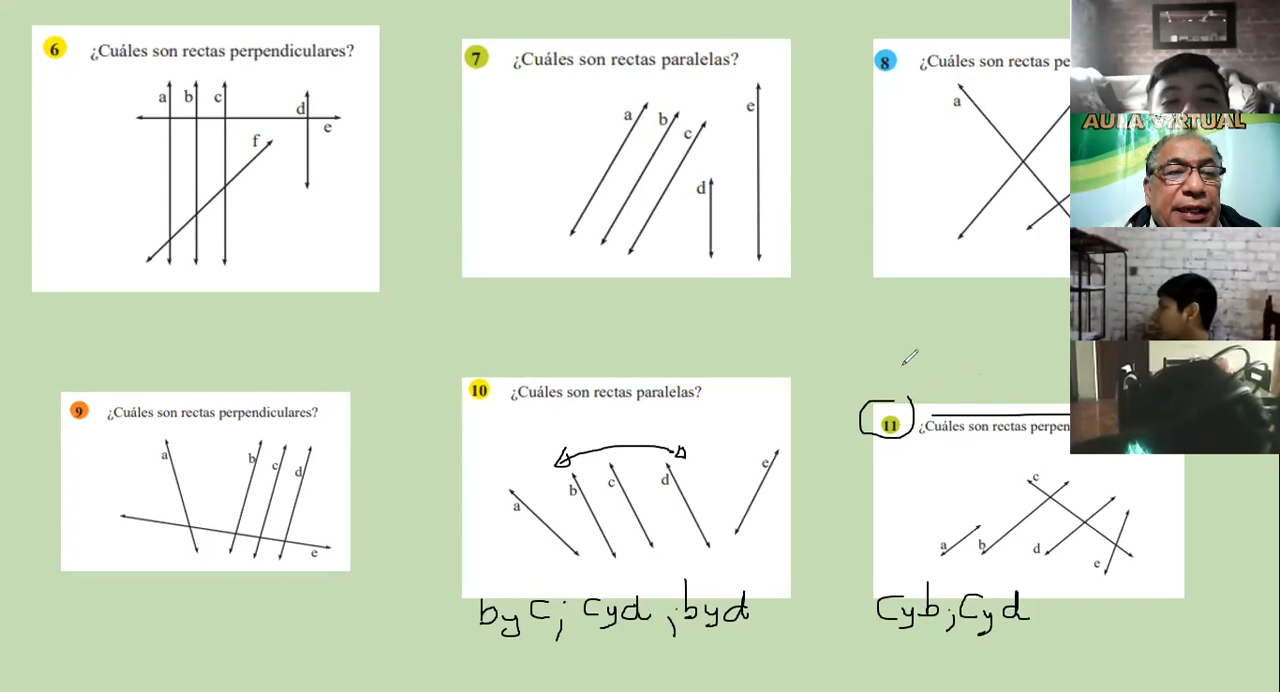 6 ¿Cuáles son rectas perpendiculares?
a b c d e f
7 ¿Cuáles son rectas paralelas?
a b c d e
8 ¿Cuáles son rectas pe
a
AULA VIRTUAL
9 ¿Cuáles son rectas perpendiculares?
a b c d e
10 ¿Cuáles son rectas paralelas?
a b c d e
b y c; c y d, b y d
11 ¿Cuáles son rectas perpen
c a b d e
C y b; C y d